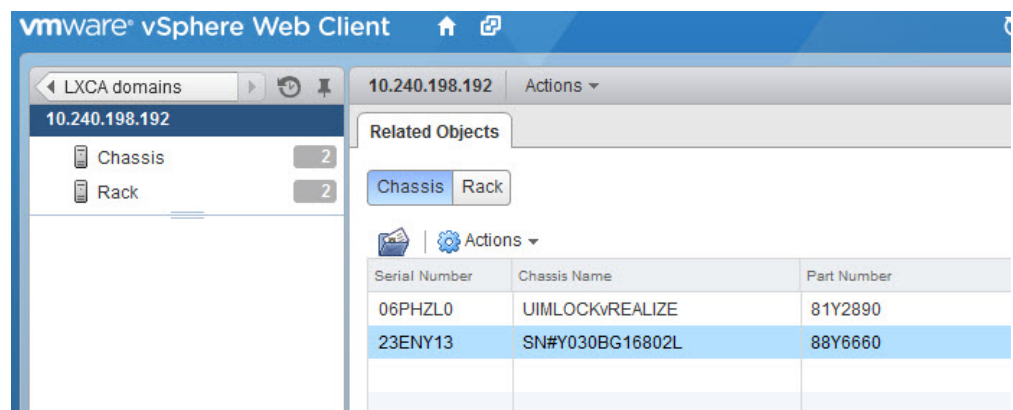 vmware® vSphere Web Client
LXCA domains
10.240.198.192
Chassis 2
Rack 2
10.240.198.192 Actions
Related Objects
Chassis Rack
Actions
Serial Number Chassis Name Part Number
06PHZL0 UIMLOCKvREALIZE 81Y2890
23ENY13 SN#Y030BG16802L 88Y6660